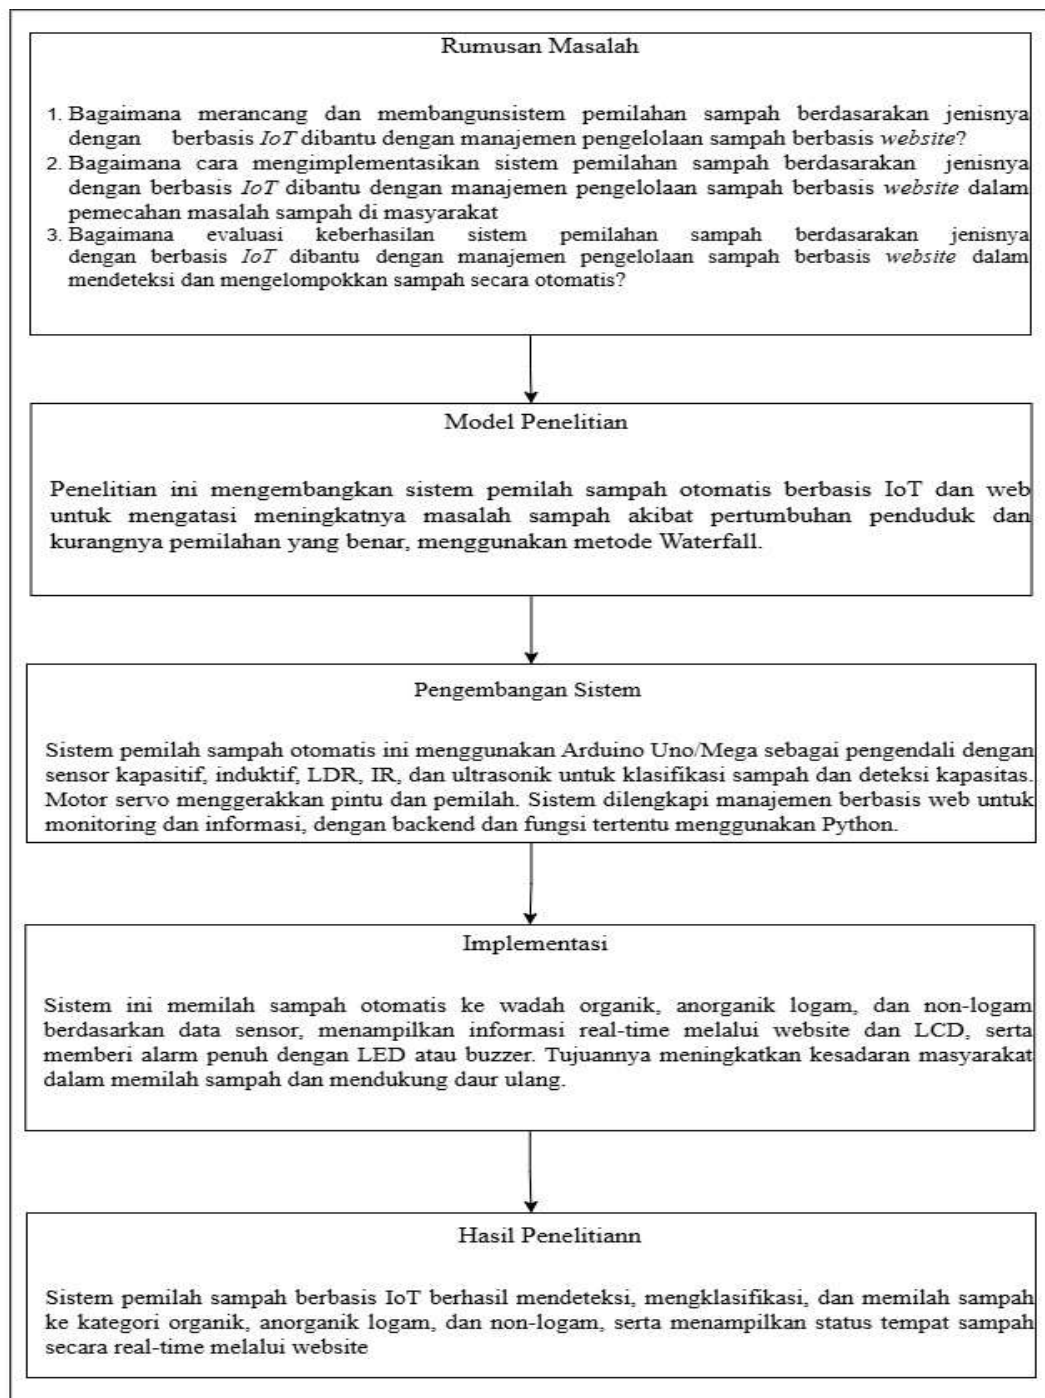 Rumusan Masalah
1. Bagaimana merancang dan membangunsistem pemilahan sampah berdasarakan jenisnya
dengan berbasis IoT dibantu dengan manajemen pengelolaan sampah berbasis website?
2. Bagaimana cara mengimplementasikan sistem pemilahan sampah berdasarakan jenisnya
dengan berbasis IoT dibantu dengan manajemen pengelolaan sampah berbasis website dalam
pemecahan masalah sampah di masyarakat
3. Bagaimana evaluasi keberhasilan sistem pemilahan sampah berdasarakan jenisnya
dengan berbasis IoT dibantu dengan manajemen pengelolaan sampah berbasis website dalam
mendeteksi dan mengelompokkan sampah secara otomatis?
Model Penelitian
Penelitian ini mengembangkan sistem pemilah sampah otomatis berbasis IoT dan web
untuk mengatasi meningkatnya masalah sampah akibat pertumbuhan penduduk dan
kurangnya pemilahan yang benar, menggunakan metode Waterfall.
Pengembangan Sistem
Sistem pemilah sampah otomatis ini menggunakan Arduino Uno/Mega sebagai pengendali dengan
sensor kapasitif, induktif, LDR, IR, dan ultrasonik untuk klasifikasi sampah dan deteksi kapasitas.
Motor servo menggerakkan pintu dan pemilah. Sistem dilengkapi manajemen berbasis web untuk
monitoring dan informasi, dengan backend dan fungsi tertentu menggunakan Python.
Implementasi
Sistem ini memilah sampah otomatis ke wadah organik, anorganik logam, dan non-logam
berdasarkan data sensor, menampilkan informasi real-time melalui website dan LCD, serta
memberi alarm penuh dengan LED atau buzzer. Tujuannya meningkatkan kesadaran masyarakat
dalam memilah sampah dan mendukung daur ulang.
Hasil Penelitiann
Sistem pemilah sampah berbasis IoT berhasil mendeteksi, mengklasifikasi, dan memilah sampah
ke kategori organik, anorganik logam, dan non-logam, serta menampilkan status tempat sampah
secara real-time melalui website